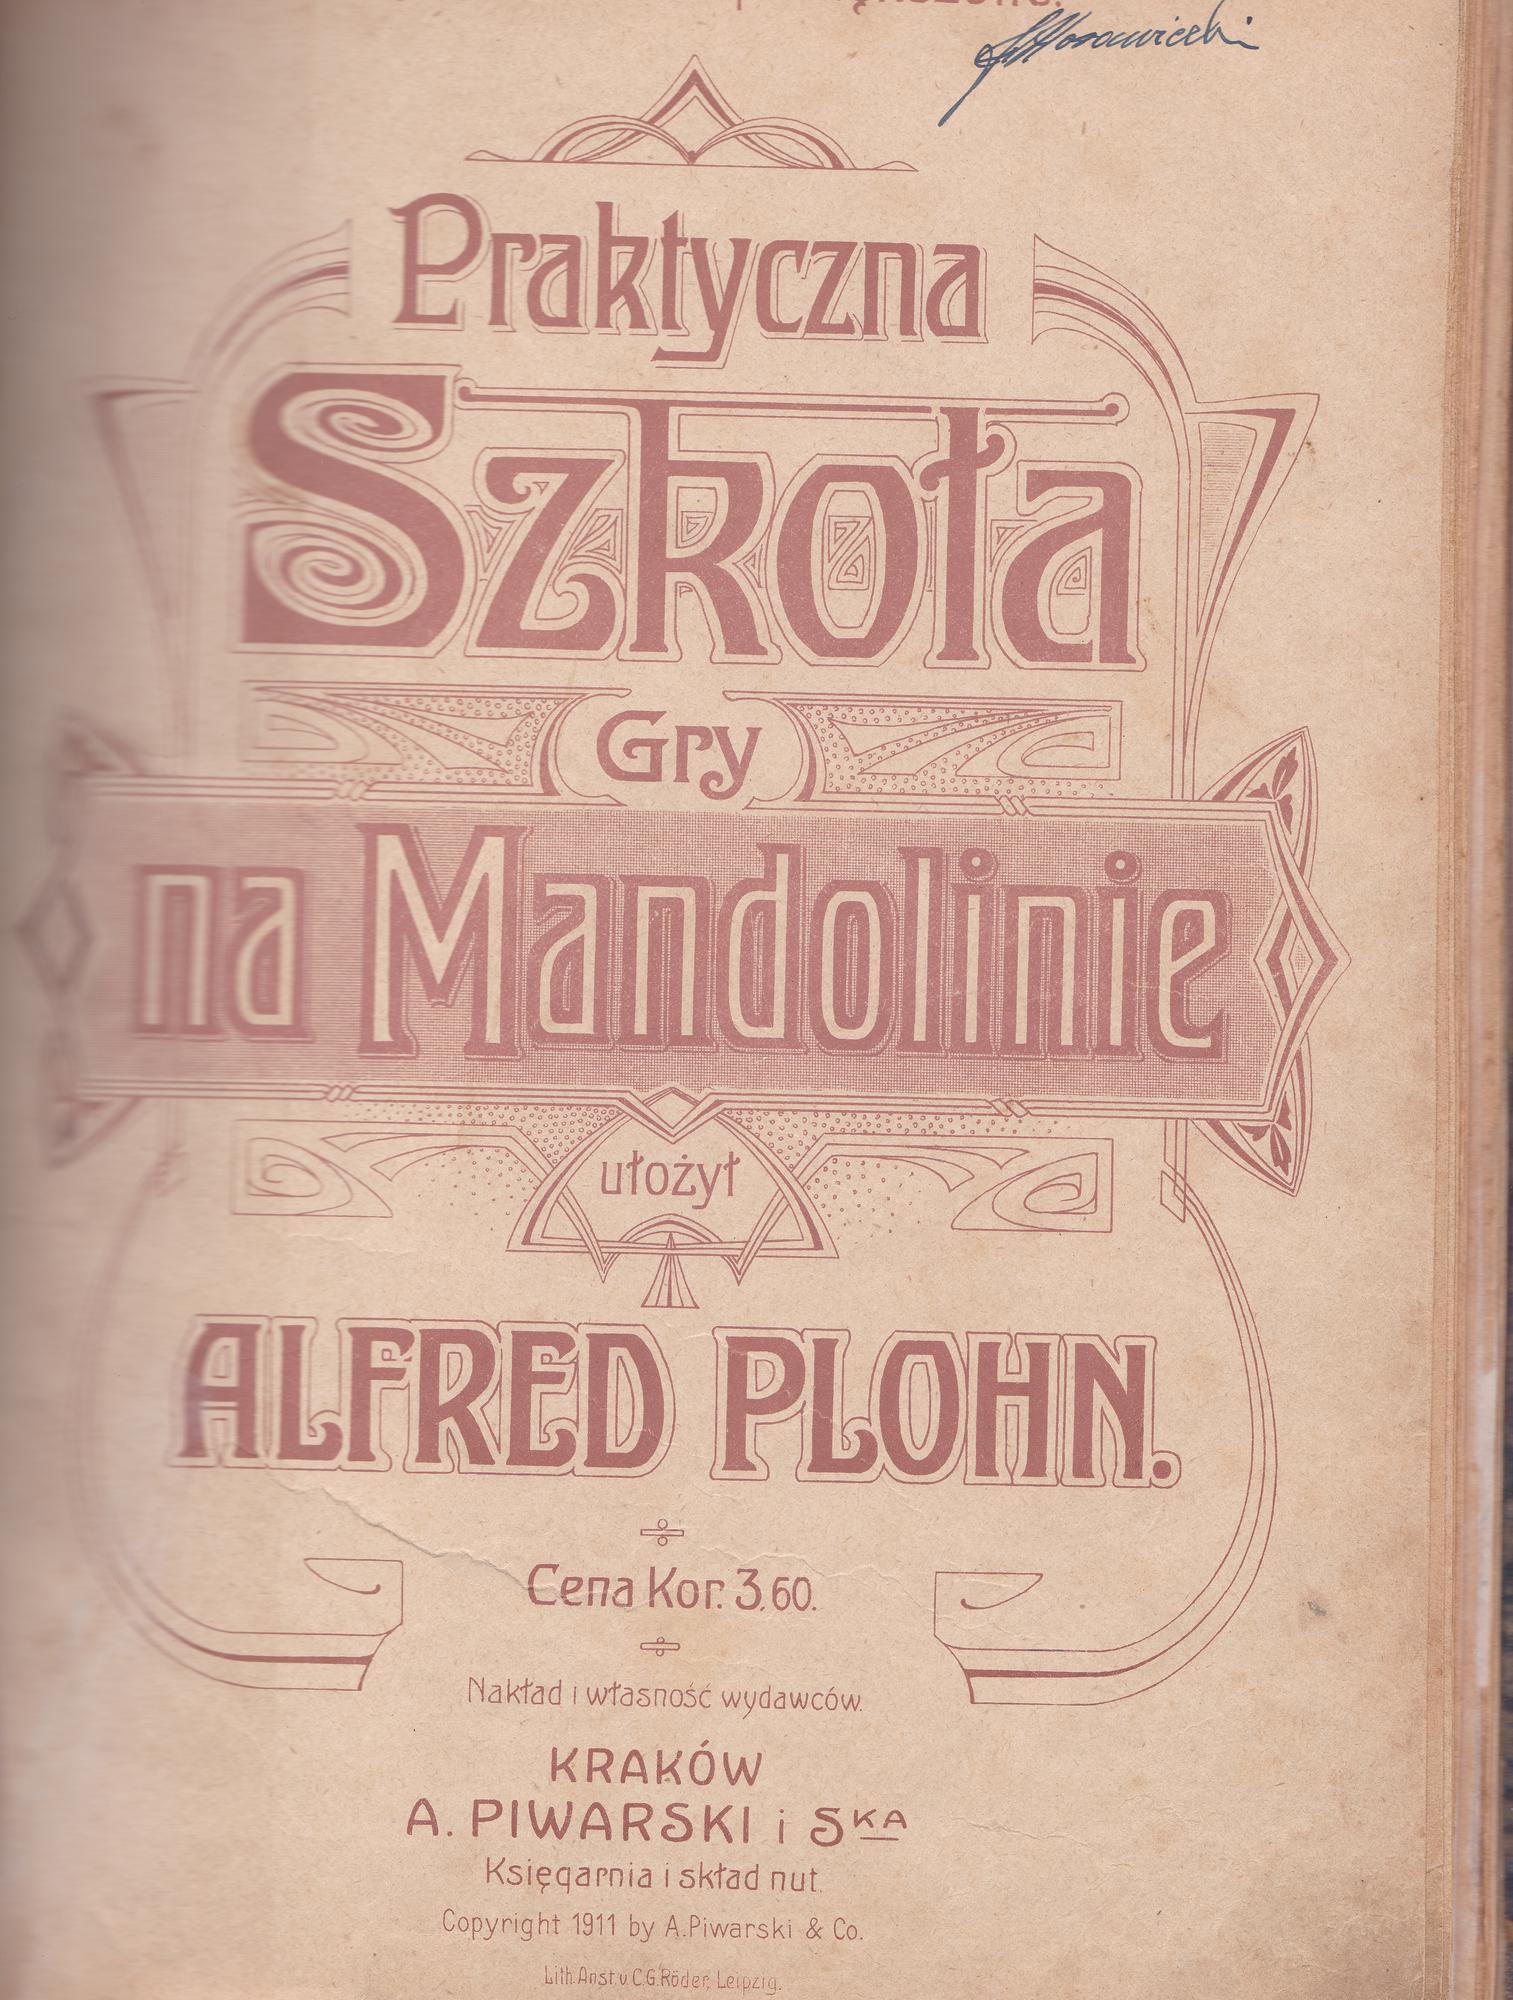 Praktyczna
Szkoła
Gry
na Mandolinie
ułożył
ALFRED PLOHN.
Cena Kor. 3.60.
Nakład i własność wydawców.
KRAKÓW
A. PIWARSKI i SKA
Księgarnia i skład nut.
Copyright 1911 by A. Piwarski & Co.
Lith. Anst. v. C.G. Röder, Leipzig.